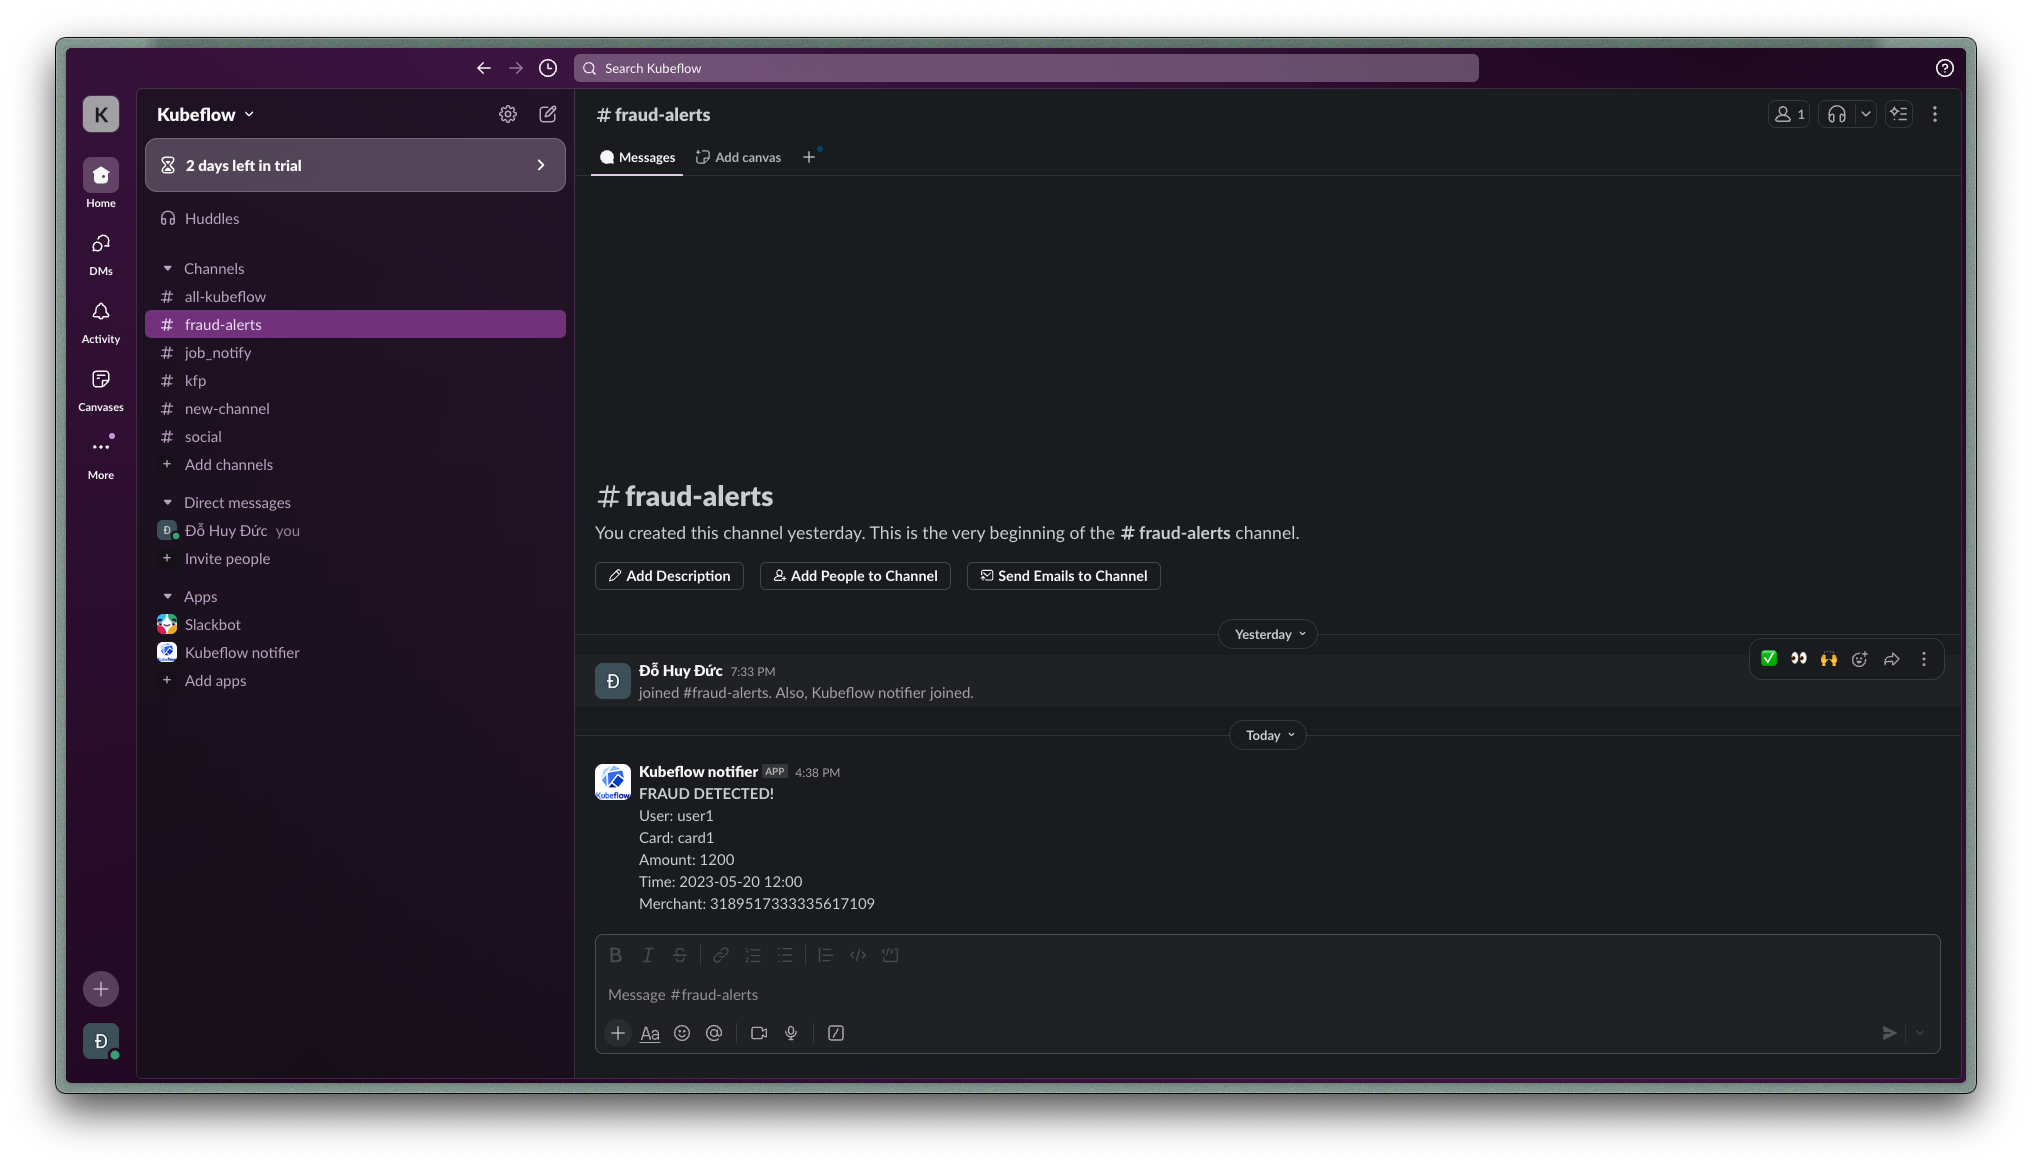 Search Kubeflow
K
Home
DMs
Activity
Canvases
More
Đ
Kubeflow
2 days left in trial
Huddles
Channels
# all-kubeflow
# fraud-alerts
# job_notify
# kfp
# new-channel
# social
+ Add channels
Direct messages
Đ Đỗ Huy Đức you
+ Invite people
Apps
Slackbot
Kubeflow notifier
+ Add apps
# fraud-alerts
1
Messages
Add canvas
+
# fraud-alerts
You created this channel yesterday. This is the very beginning of the # fraud-alerts channel.
Add Description
Add People to Channel
Send Emails to Channel
Yesterday
Đ
Đỗ Huy Đức 7:33 PM
joined #fraud-alerts. Also, Kubeflow notifier joined.
Today
Kubeflow
Kubeflow notifier APP 4:38 PM
FRAUD DETECTED!
User: user1
Card: card1
Amount: 1200
Time: 2023-05-20 12:00
Merchant: 3189517333335617109
B I S
Message #fraud-alerts
+ Aa @